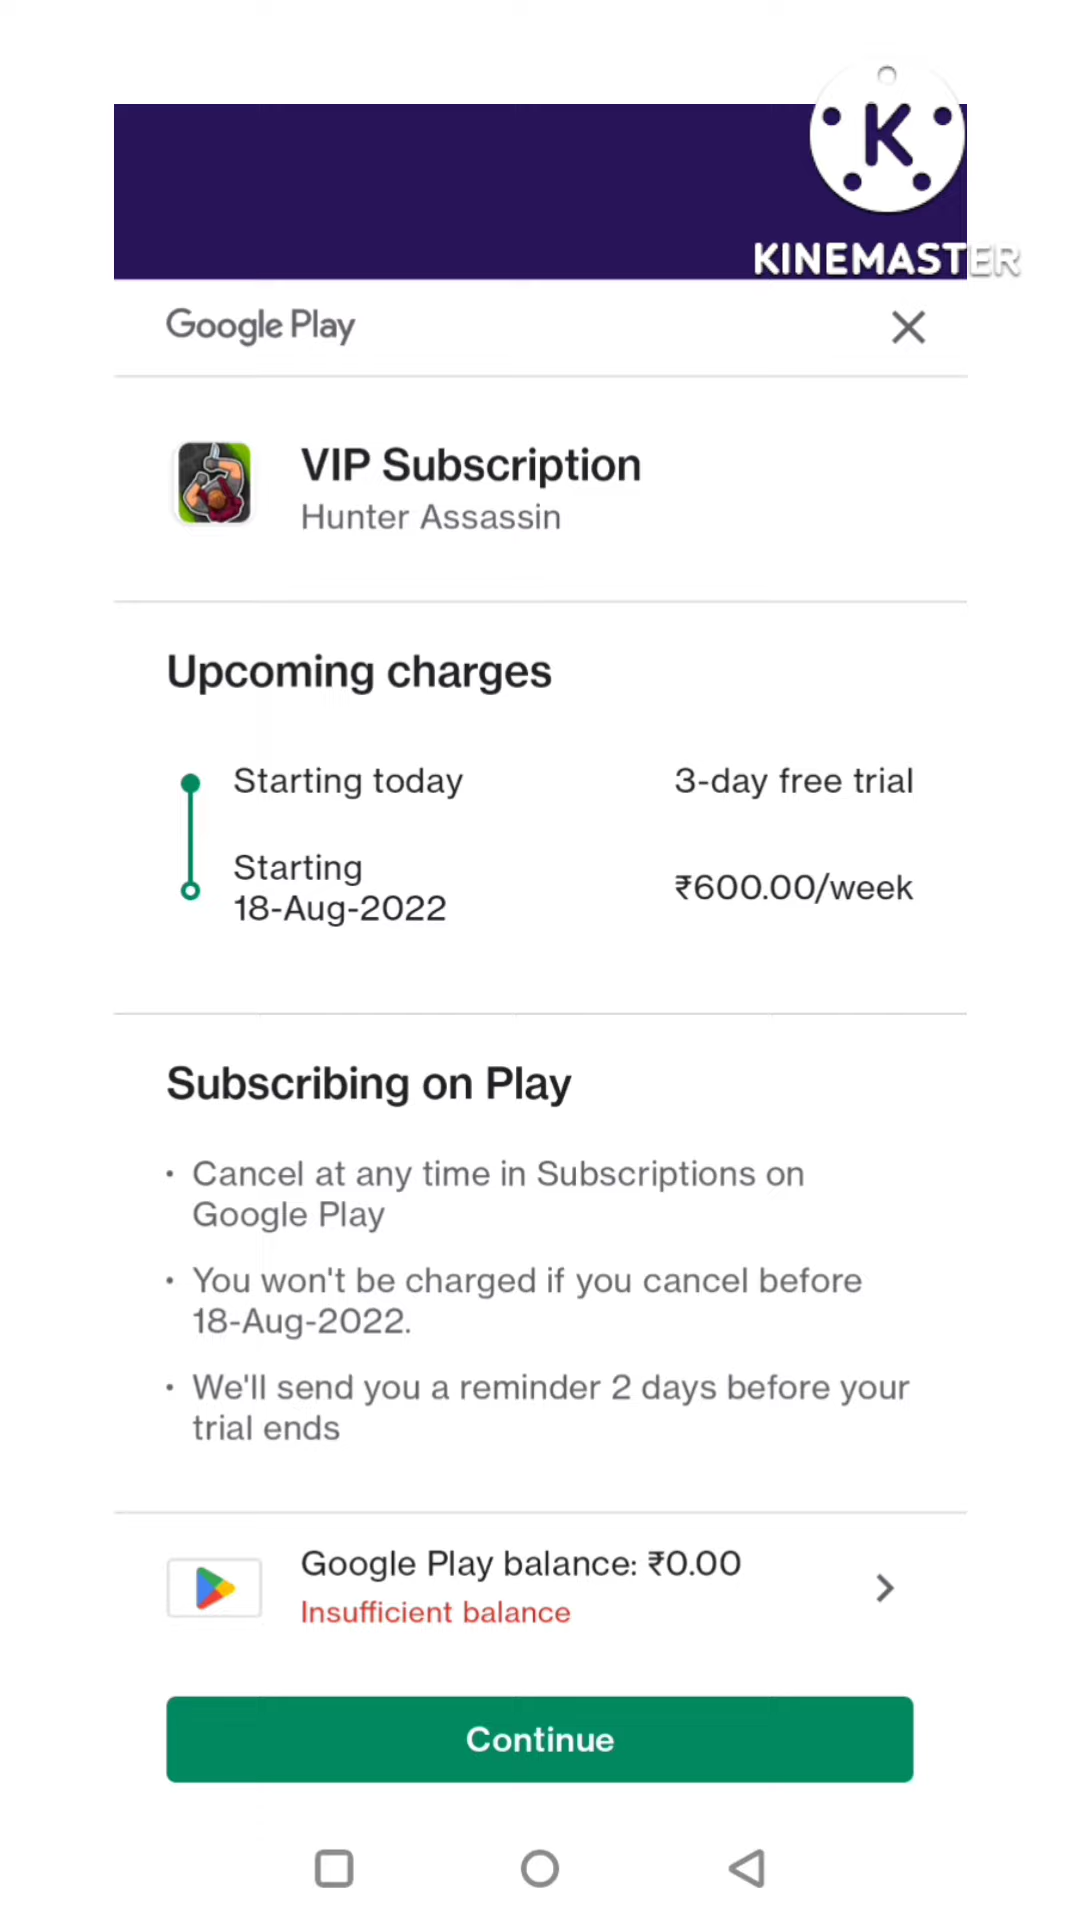 K
KINEMASTER
Google Play
VIP Subscription
Hunter Assassin
Upcoming charges
Starting today 3-day free trial
Starting
18-Aug-2022 ₹600.00/week
Subscribing on Play
• Cancel at any time in Subscriptions on
Google Play
• You won't be charged if you cancel before
18-Aug-2022.
• We'll send you a reminder 2 days before your
trial ends
Google Play balance: ₹0.00
Insufficient balance
Continue